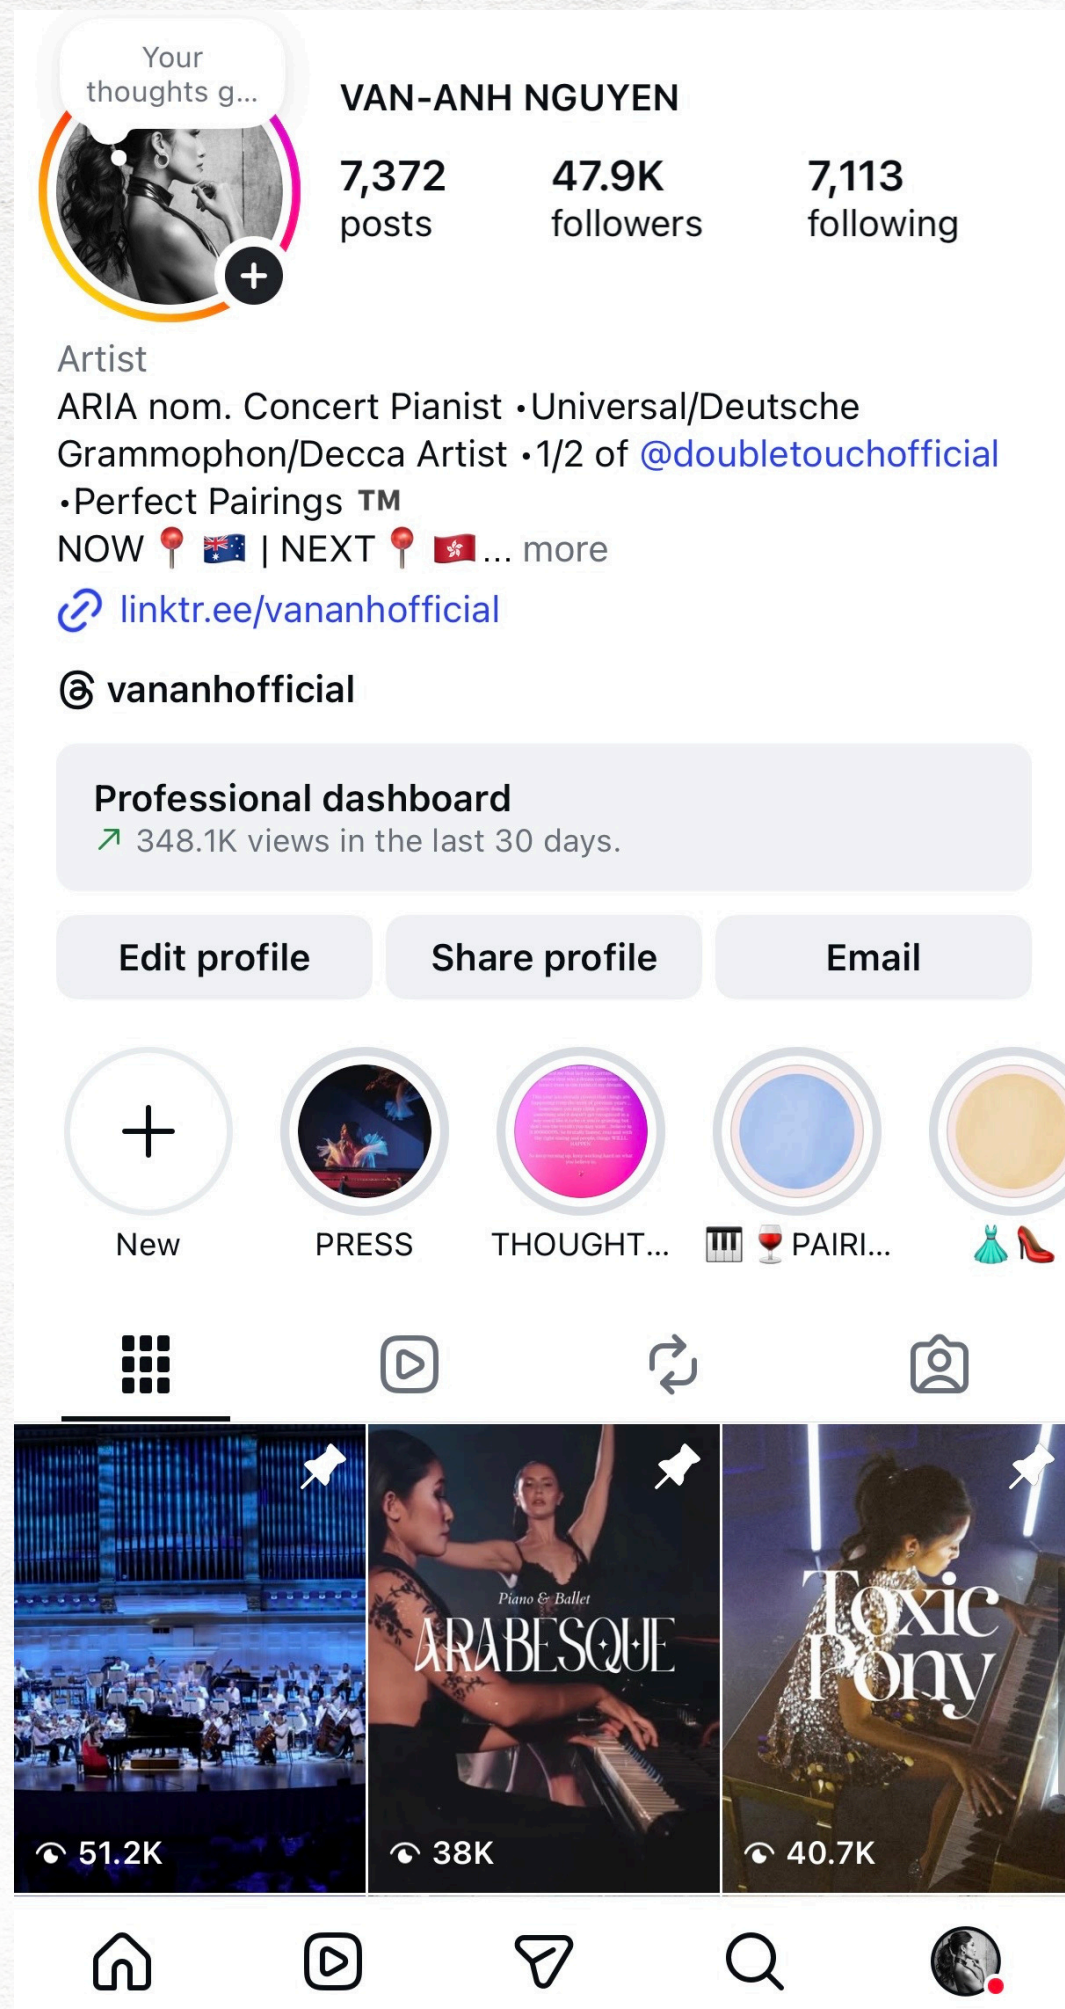 Your
thoughts g...
VAN-ANH NGUYEN
7,372 47.9K 7,113
posts followers following
Artist
ARIA nom. Concert Pianist •Universal/Deutsche
Grammophon/Decca Artist •1/2 of @doubletouchofficial
•Perfect Pairings ™️
NOW📍🇦🇺 | NEXT📍🇭🇰... more
linktr.ee/vananhofficial
vananhofficial
Professional dashboard
348.1K views in the last 30 days.
Edit profile Share profile Email
New PRESS THOUGHT... 🎹🍷PAIRI... 👗👠
Piano & Ballet
ARABESQUE
Toxic
Pony
51.2K 38K 40.7K